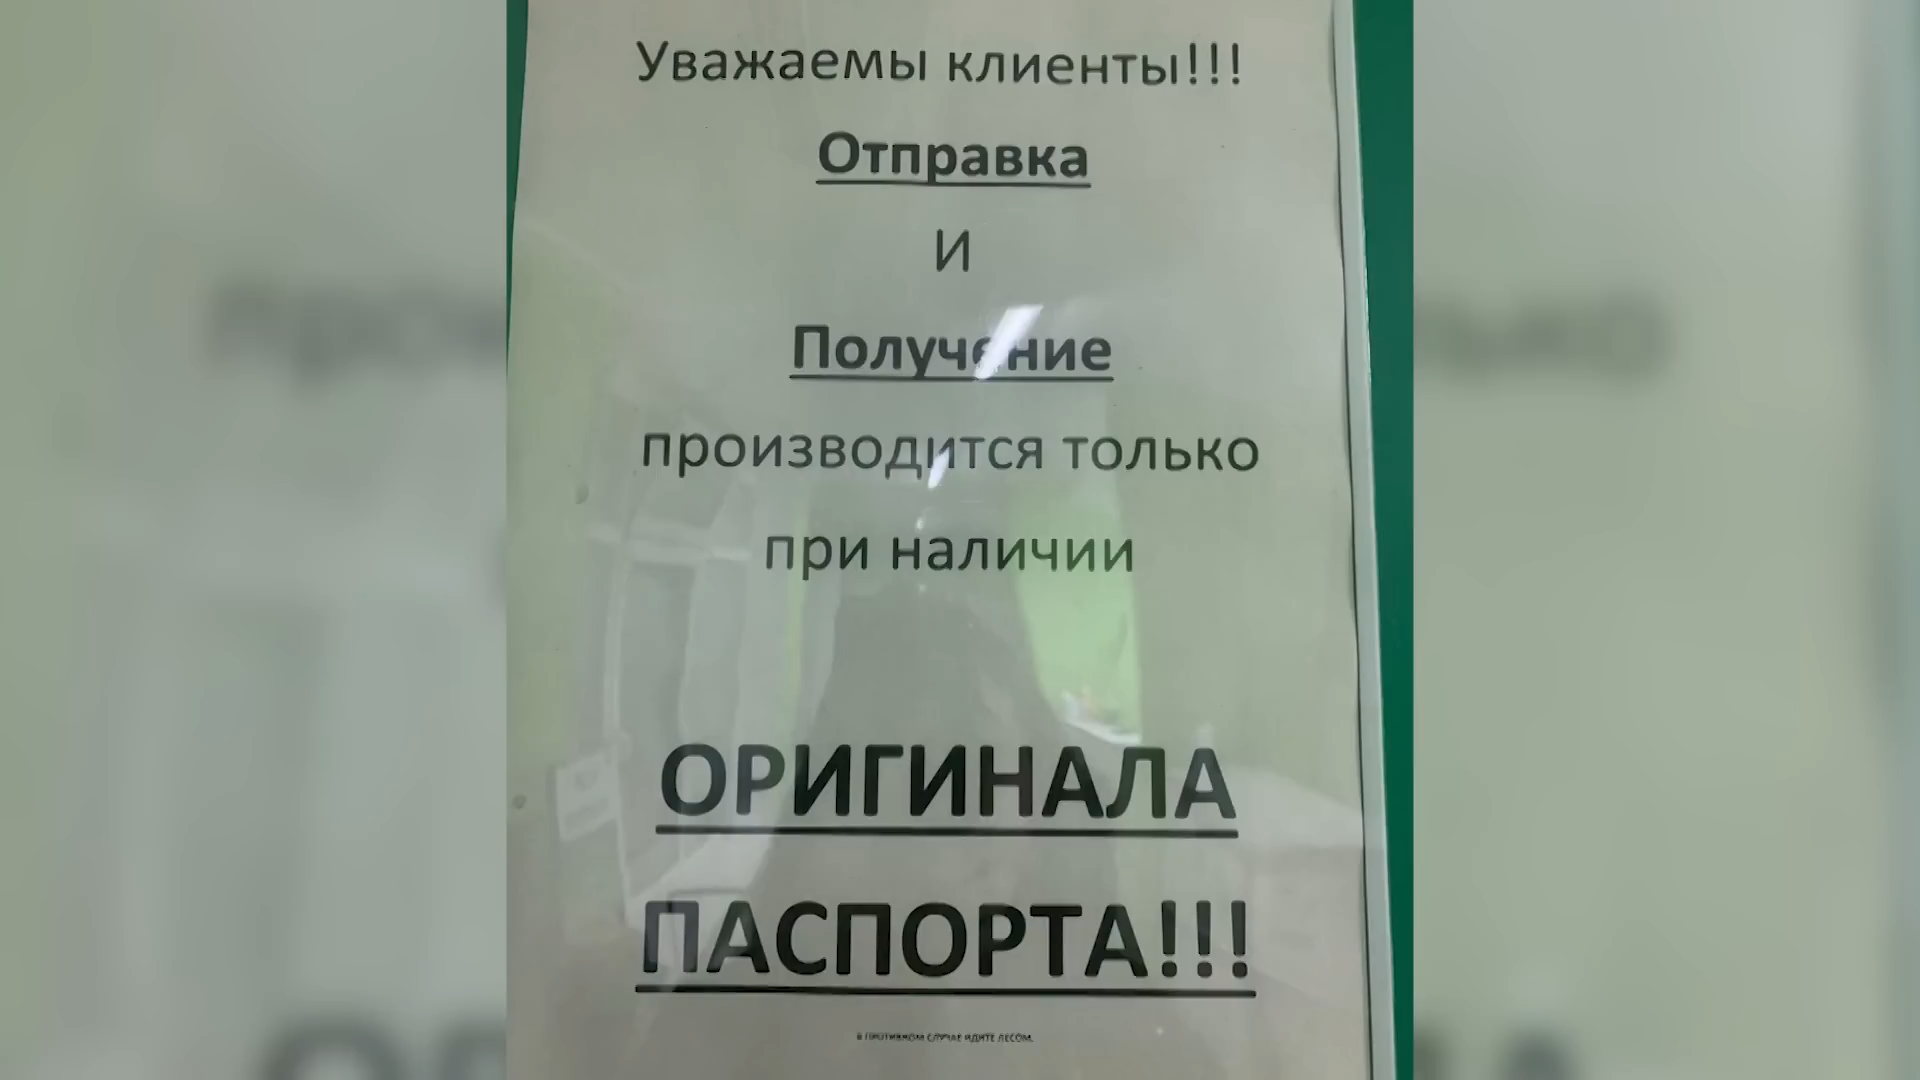 Уважаемы клиенты!!!
Отправка
И
Получение
производится только
при наличии
ОРИГИНАЛА
ПАСПОРТА!!!
В ПРОТИВНОМ СЛУЧАЕ ИДИТЕ ЛЕСОМ.